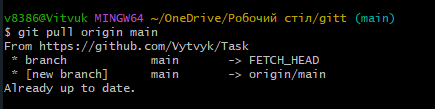 v8386@Vitvuk MINGW64 ~/OneDrive/Робочий стіл/gitt (main)
$ git pull origin main
From https://github.com/Vytvyk/Task
 * branch            main       -> FETCH_HEAD
 * [new branch]      main       -> origin/main
Already up to date.